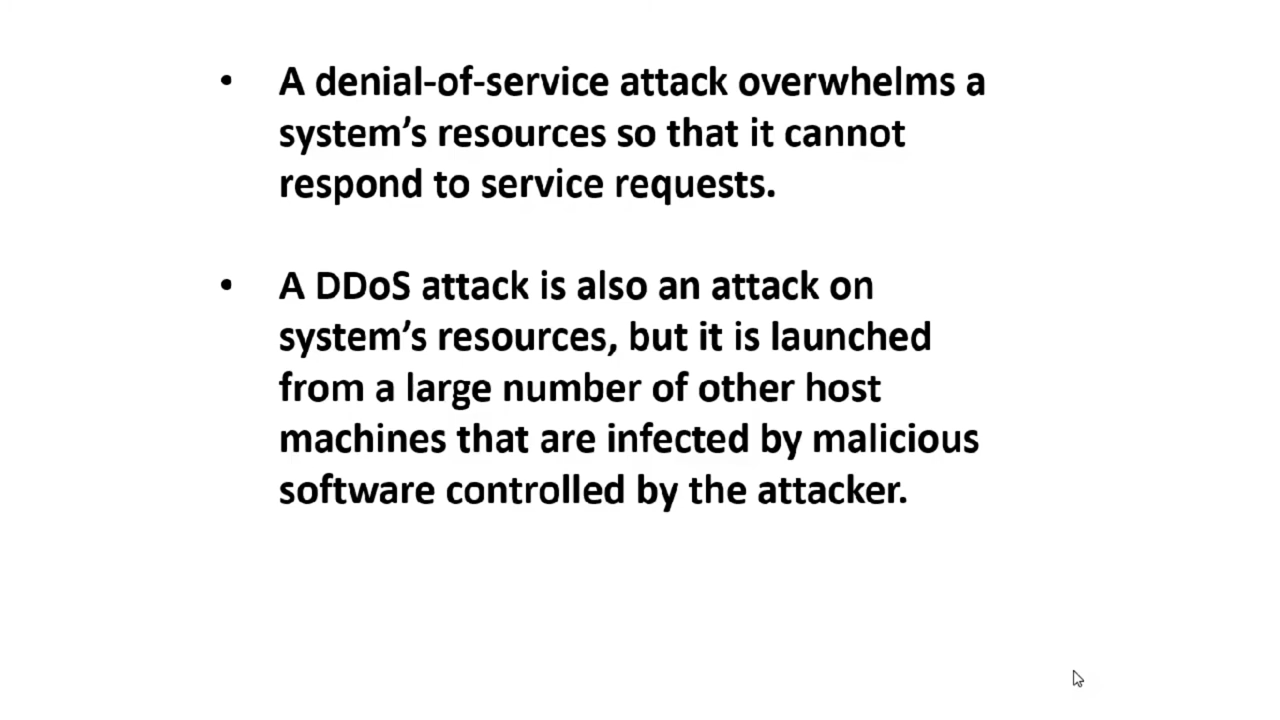 • A denial-of-service attack overwhelms a
system’s resources so that it cannot
respond to service requests.
• A DDoS attack is also an attack on
system’s resources, but it is launched
from a large number of other host
machines that are infected by malicious
software controlled by the attacker.